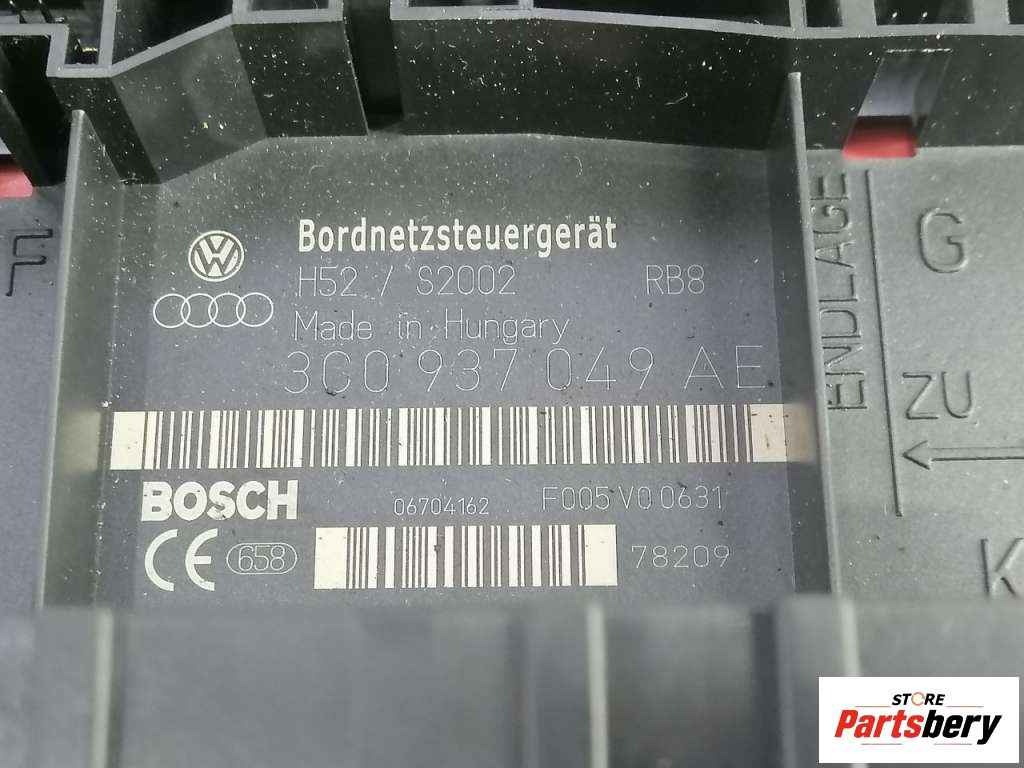 Bordnetzsteuergerät
H52 / S2002 RB8
Made in Hungary
3C0 937 049 AE
BOSCH
06704162 F005 V0 0631
CE 658
78209
F
ENDLAGE
G
ZU
K
STORE
Partsbery